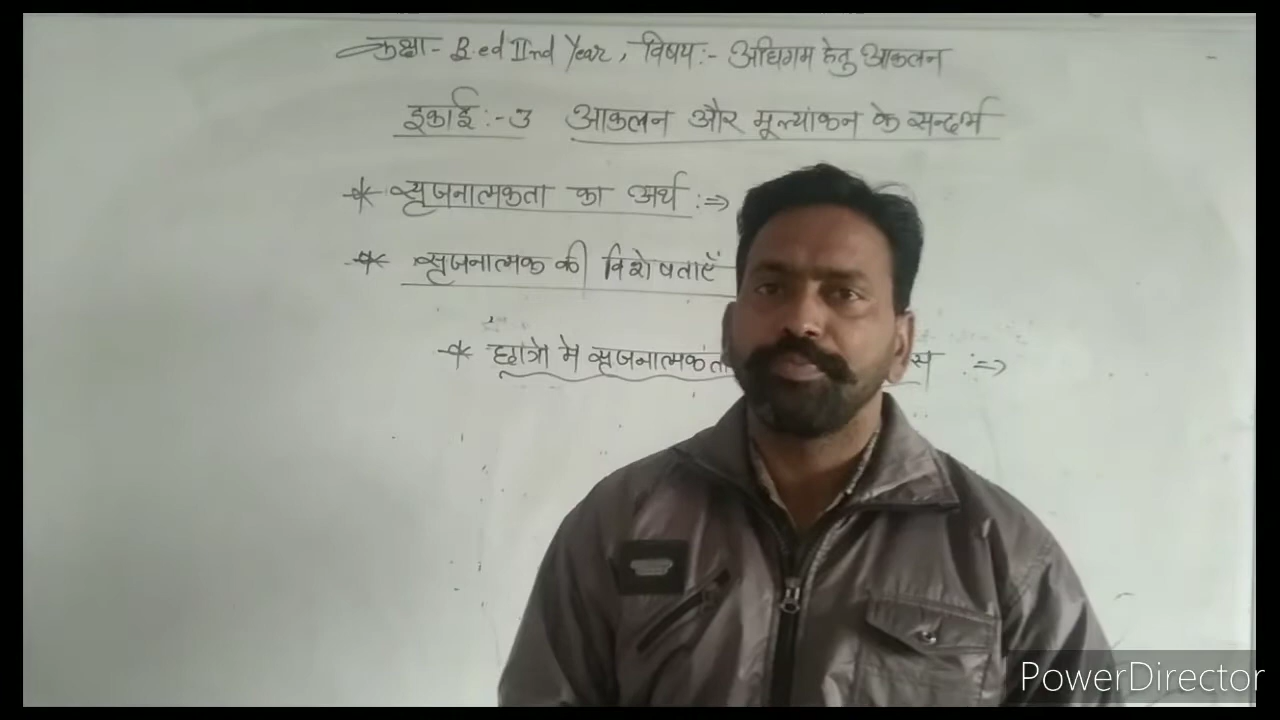 कक्षा- B.ed IInd Year, विषय:- अधिगम हेतु आकलन
इकाई:-3 आकलन और मूल्यांकन के सन्दर्भ
* सृजनात्मकता का अर्थ :⇒
* सृजनात्मक की विशेषताएँ
* छात्रो मे सृजनात्मकता स :⇒
PowerDirector